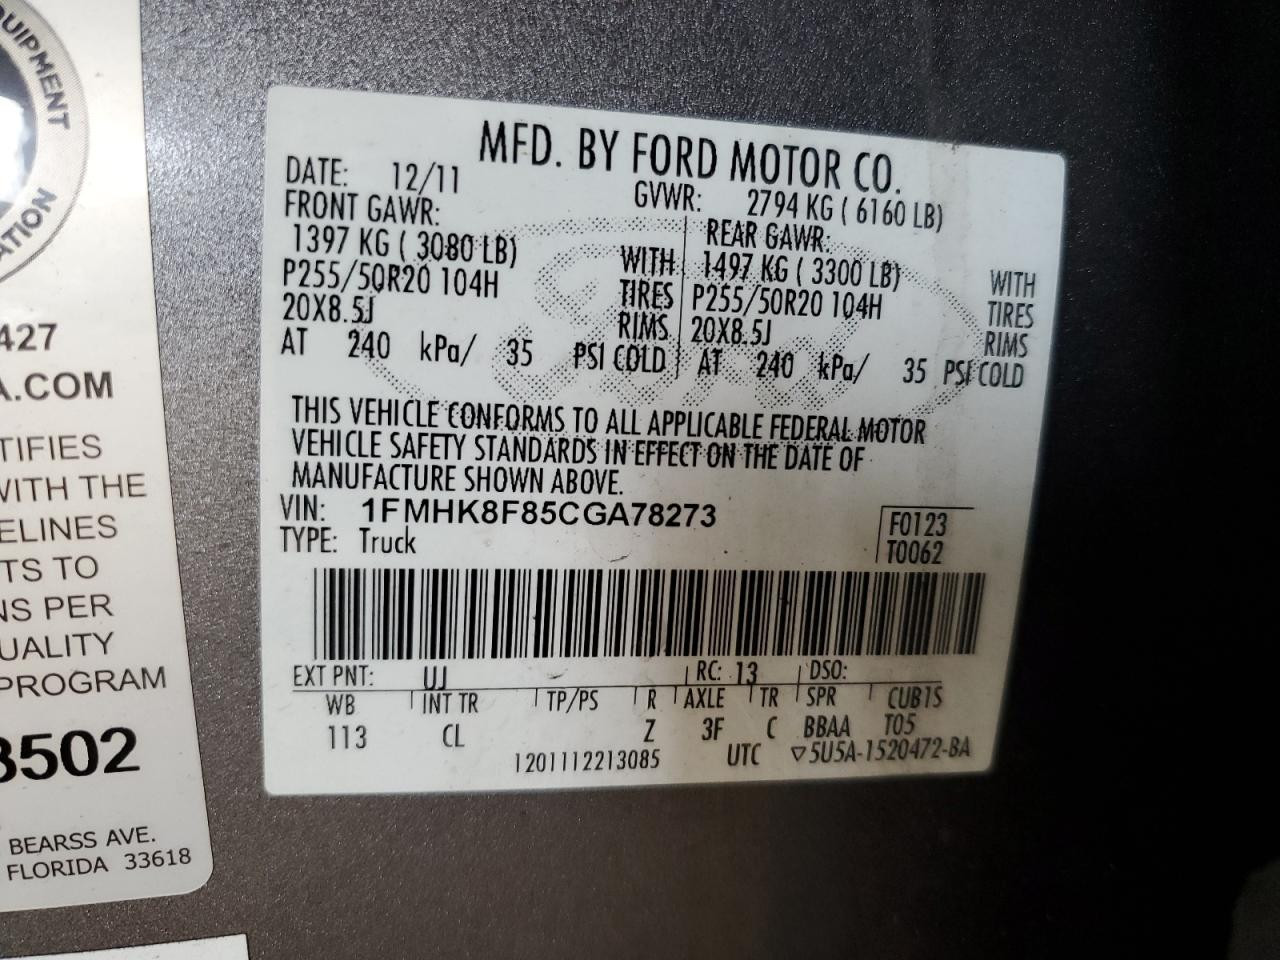 QUIPMENT
ATION
427
A.COM
TIFIES
WITH THE
ELINES
TS TO
NS PER
UALITY
PROGRAM
8502
BEARSS AVE.
FLORIDA 33618
MFD. BY FORD MOTOR CO.
DATE: 12/11 GVWR: 2794 KG ( 6160 LB)
FRONT GAWR: REAR GAWR:
1397 KG ( 3080 LB) WITH 1497 KG ( 3300 LB) WITH
P255/50R20 104H TIRES P255/50R20 104H TIRES
20X8.5J RIMS 20X8.5J RIMS
AT 240 kPa/ 35 PSI COLD AT 240 kPa/ 35 PSI COLD
THIS VEHICLE CONFORMS TO ALL APPLICABLE FEDERAL MOTOR
VEHICLE SAFETY STANDARDS IN EFFECT ON THE DATE OF
MANUFACTURE SHOWN ABOVE.
VIN: 1FMHK8F85CGA78273
TYPE: Truck
F0123
T0062
EXT PNT: UJ RC: 13 DSO:
WB INT TR TP/PS R AXLE TR SPR CUB1S
113 CL Z 3F C BBAA T05
1201112213085 UTC ▽5U5A-1520472-BA